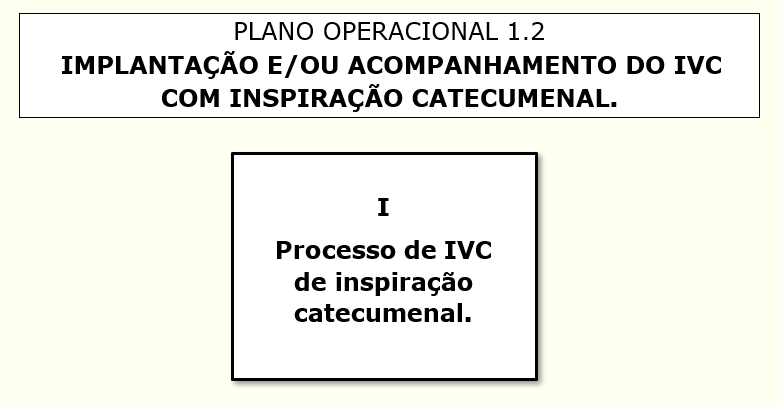 PLANO OPERACIONAL 1.2
IMPLANTAÇÃO E/OU ACOMPANHAMENTO DO IVC
COM INSPIRAÇÃO CATECUMENAL.
I
Processo de IVC
de inspiração
catecumenal.